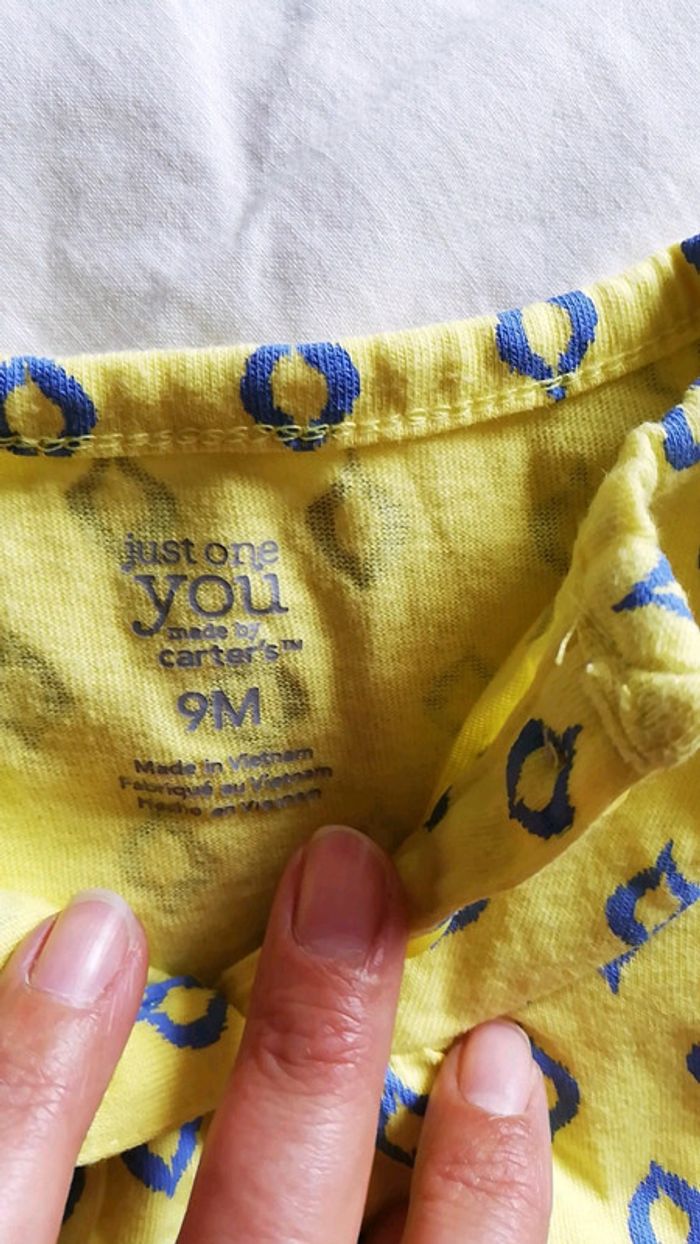 just one
you
made by
carter's™
9M
Made in Vietnam
Fabriqué au Vietnam
Hecho en Vietnam